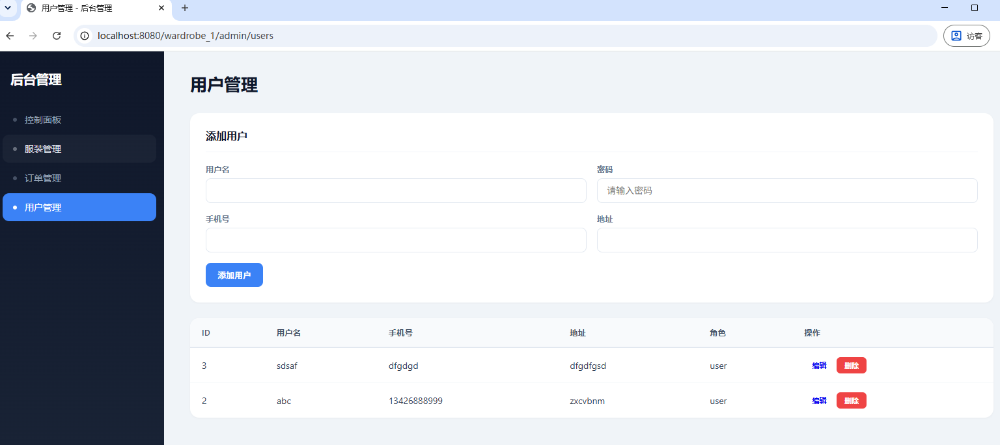 用户管理 - 后台管理
localhost:8080/wardrobe_1/admin/users
访客
后台管理
控制面板
服装管理
订单管理
用户管理
用户管理
添加用户
用户名 密码
请输入密码
手机号 地址
添加用户
ID 用户名 手机号 地址 角色 操作
3 sdsaf dfgdgd dfgdfgsd user 编辑 删除
2 abc 13426888999 zxcvbnm user 编辑 删除